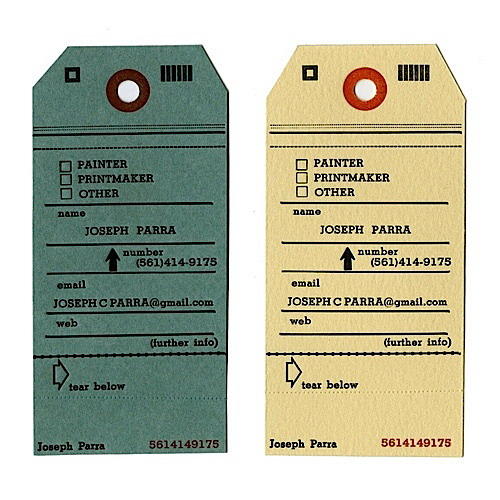 PAINTER
PRINTMAKER
OTHER
name
JOSEPH PARRA
number
(561)414-9175
email
JOSEPH C PARRA@gmail.com
web
(further info)
tear below
Joseph Parra 5614149175
PAINTER
PRINTMAKER
OTHER
name
JOSEPH PARRA
number
(561)414-9175
email
JOSEPH C PARRA@gmail.com
web
(further info)
tear below
Joseph Parra 5614149175